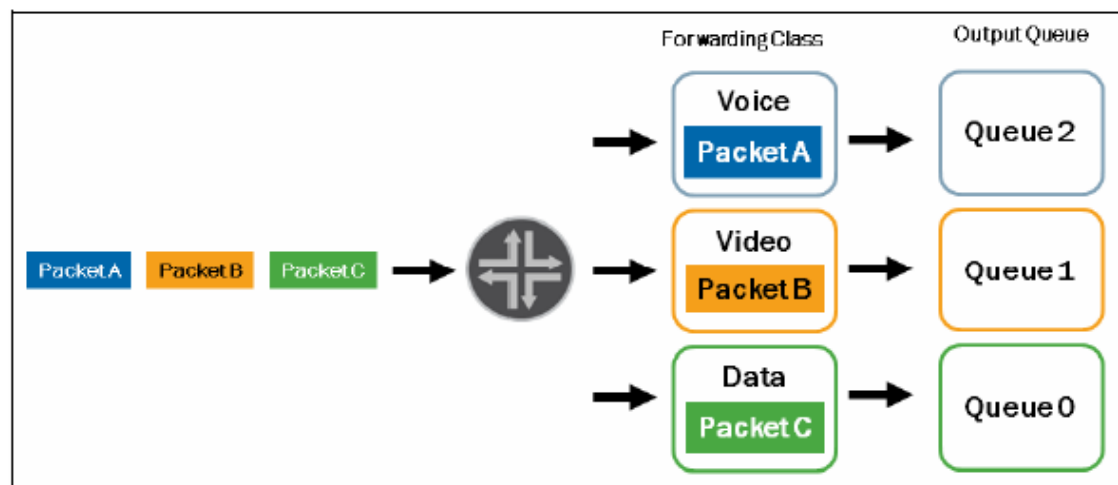 Forwarding Class
Output Queue
Voice
Packet A
Queue 2
Packet A
Packet B
Packet C
Video
Packet B
Queue 1
Data
Packet C
Queue 0